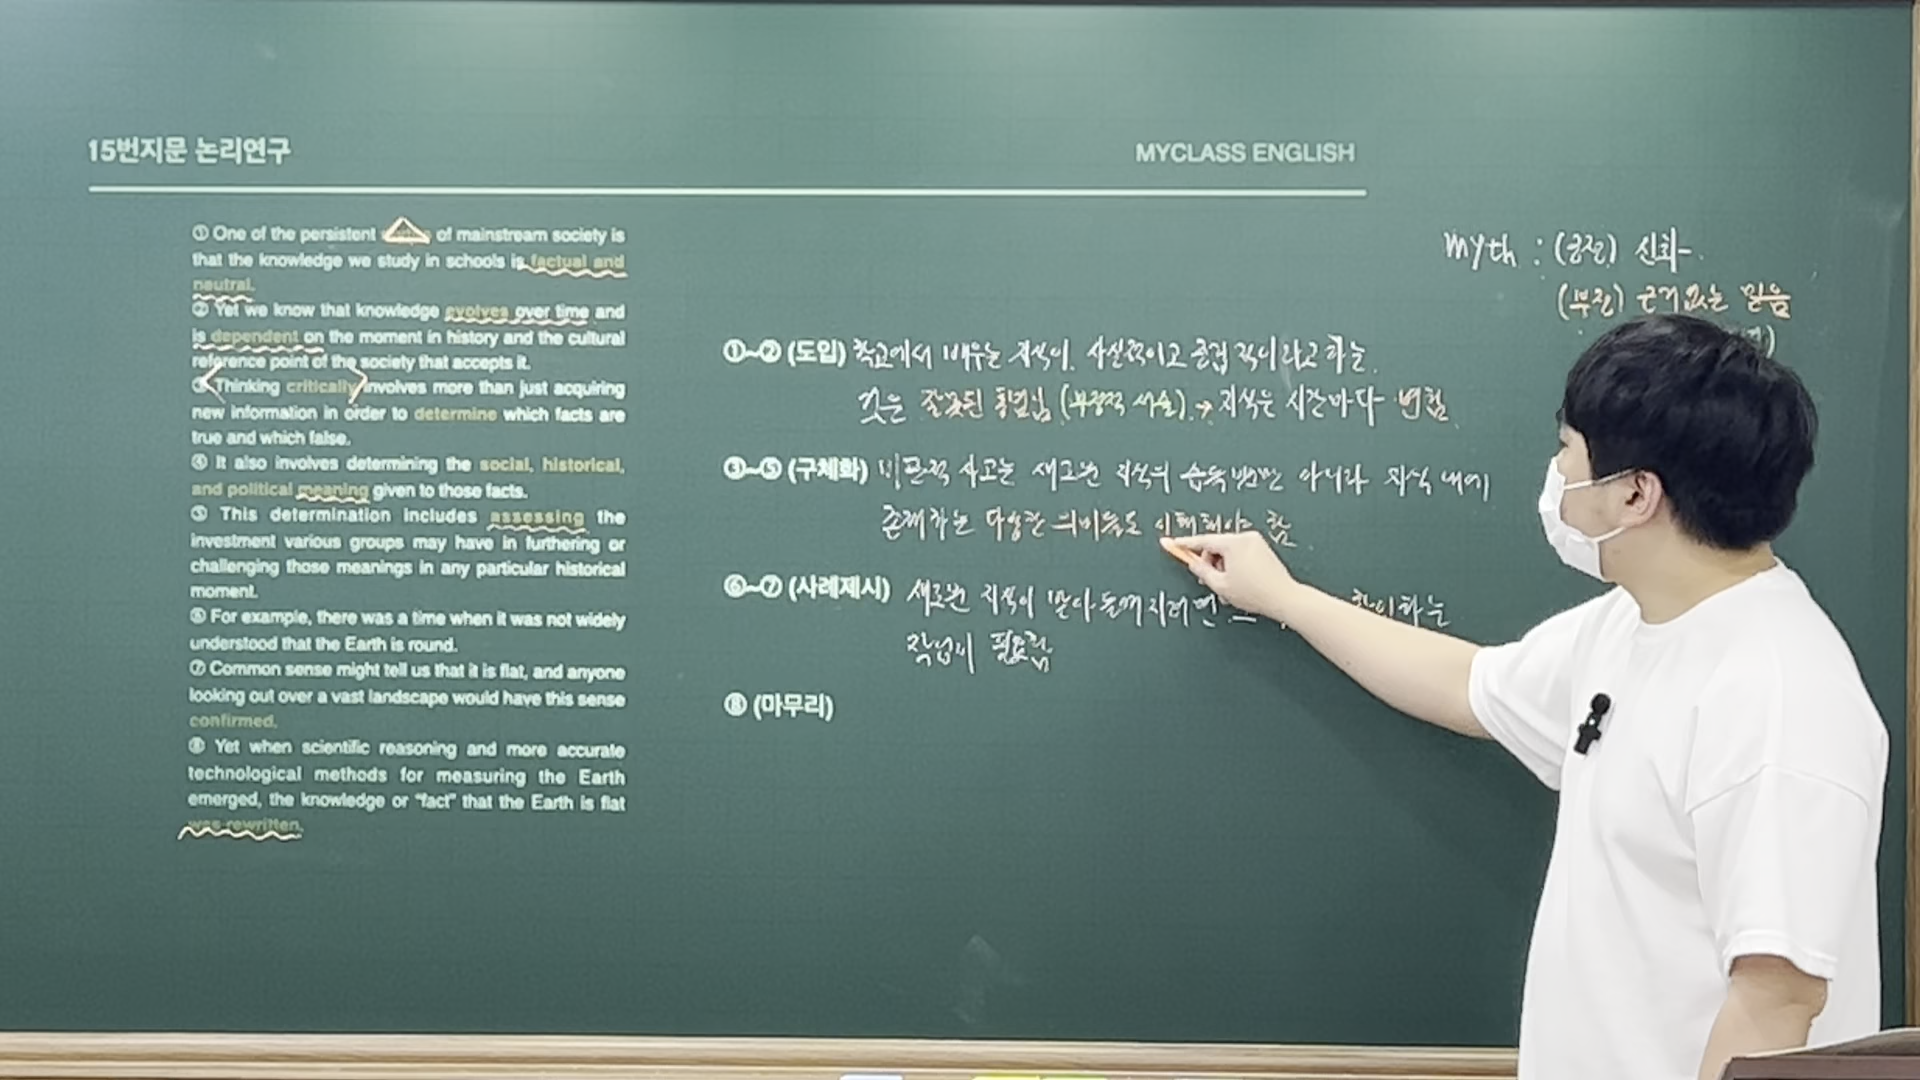 15번지문 논리연구
MYCLASS ENGLISH
① One of the persistent of mainstream society is
that the knowledge we study in schools is factual and
neutral.
② Yet we know that knowledge evolves over time and
is dependent on the moment in history and the cultural
reference point of the society that accepts it.
③ Thinking critically involves more than just acquiring
new information in order to determine which facts are
true and which false.
④ It also involves determining the social, historical,
and political meaning given to those facts.
⑤ This determination includes assessing the
investment various groups may have in furthering or
challenging those meanings in any particular historical
moment.
⑥ For example, there was a time when it was not widely
understood that the Earth is round.
⑦ Common sense might tell us that it is flat, and anyone
looking out over a vast landscape would have this sense
confirmed.
⑧ Yet when scientific reasoning and more accurate
technological methods for measuring the Earth
emerged, the knowledge or "fact" that the Earth is flat
was rewritten.
①~② (도입) 학교에서 배우는 지식이 사실적이고 중립적이라고 하는
것은 잘못된 통념임 (부정적 서술). → 지식은 시간마다 변함
③~⑤ (구체화) 비판적 사고는 새로운 지식의 습득뿐만 아니라 지식 내에
존재하는 다양한 의미들도 이해해야 함
⑥~⑦ (사례제시) 새로운 지식이 받아들여지려면 확인하는
작업이 필요함
⑧ (마무리)
myth : (긍정) 신화
(부정) 근거 없는 믿음